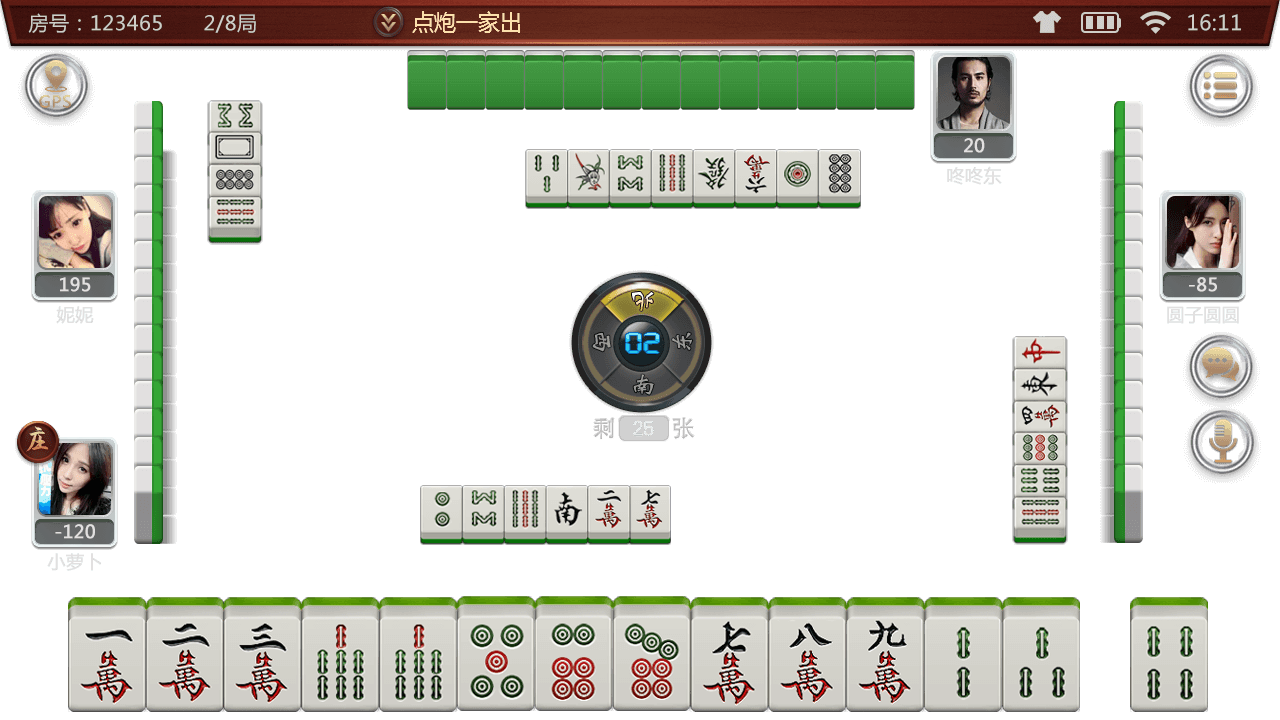 房号：123465 2/8局 点炮一家出 16:11
GPS
20
咚咚东
發 六萬
195
妮妮
-85
圆子圆圆
北
西 02 东
南
剩 25 张
中
東
四萬
庄
-120
小萝卜
南 二萬 七萬
一萬 二萬 三萬 七萬 八萬 九萬